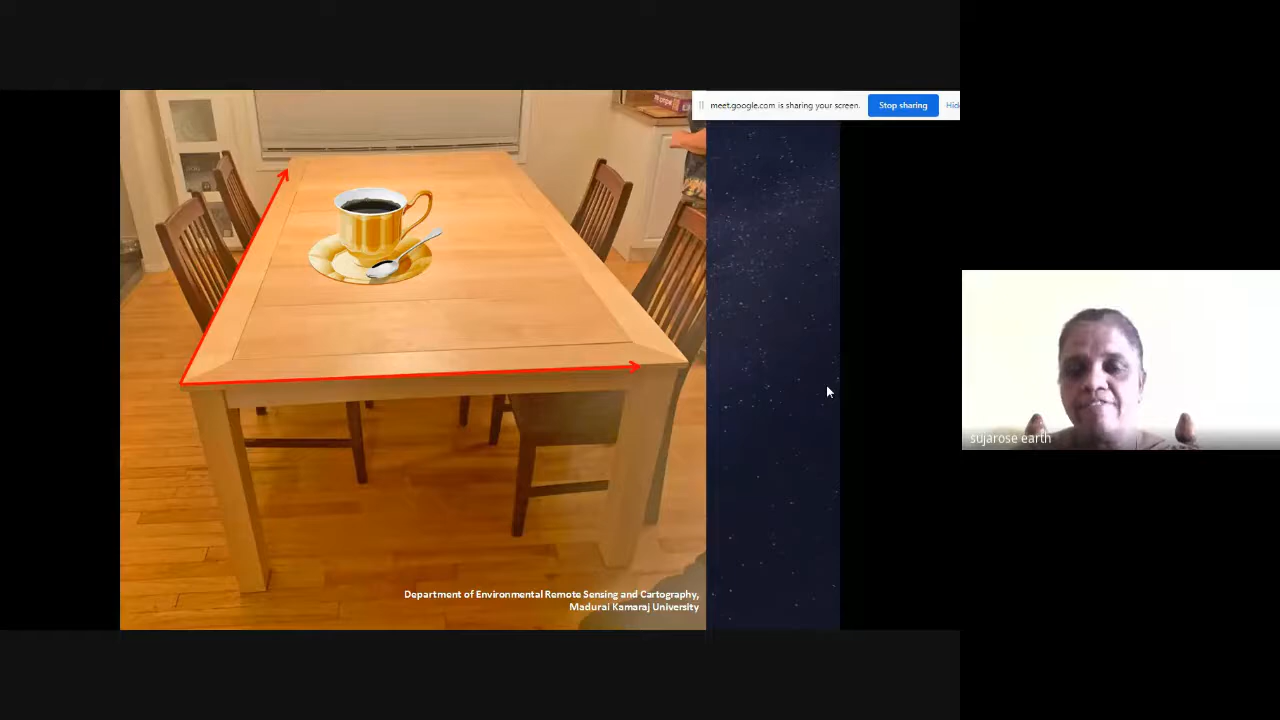 meet.google.com is sharing your screen.
Stop sharing
Hide
Department of Environmental Remote Sensing and Cartography,
Madurai Kamaraj University
sujarose earth